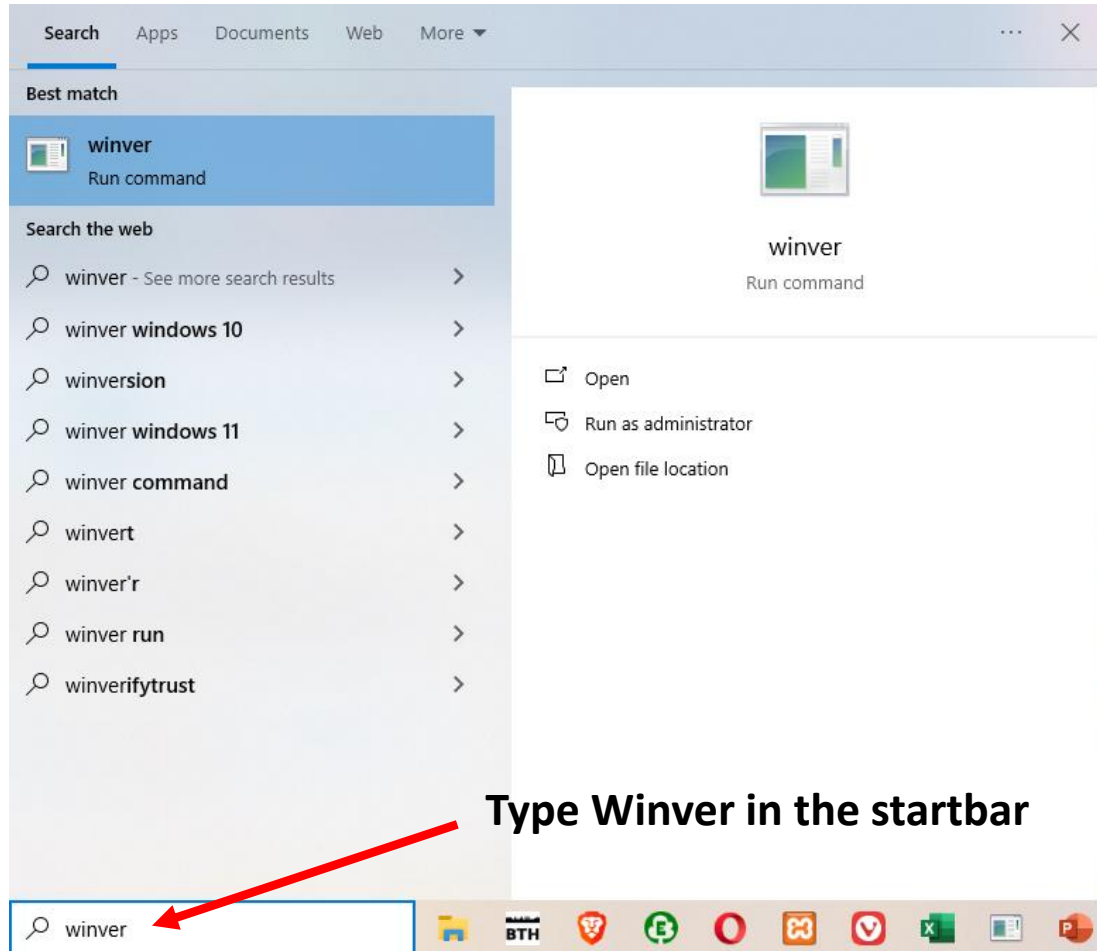 Search Apps Documents Web More
Best match
winver
Run command
Search the web
winver - See more search results
winver windows 10
winversion
winver windows 11
winver command
winvert
winver'r
winver run
winverifytrust
winver
Run command
Open
Run as administrator
Open file location
Type Winver in the startbar
winver
BTH